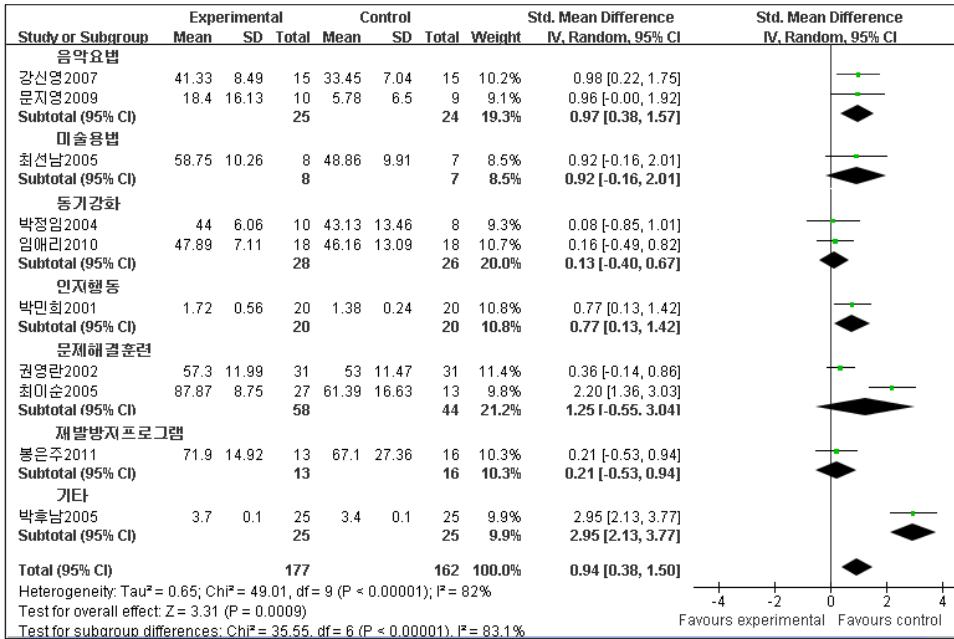 Experimental Control Std. Mean Difference Std. Mean Difference
Study or Subgroup Mean SD Total Mean SD Total Weight IV, Random, 95% CI IV, Random, 95% CI
음악요법
강신영2007 41.33 8.49 15 33.45 7.04 15 10.2% 0.98 [0.22, 1.75]
문지영2009 18.4 16.13 10 5.78 6.5 9 9.1% 0.96 [-0.00, 1.92]
Subtotal (95% CI) 25 24 19.3% 0.97 [0.38, 1.57]
미술용법
최선남2005 58.75 10.26 8 48.86 9.91 7 8.5% 0.92 [-0.16, 2.01]
Subtotal (95% CI) 8 7 8.5% 0.92 [-0.16, 2.01]
동기강화
박정임2004 44 6.06 10 43.13 13.46 8 9.3% 0.08 [-0.85, 1.01]
임애리2010 47.89 7.11 18 46.16 13.09 18 10.7% 0.16 [-0.49, 0.82]
Subtotal (95% CI) 28 26 20.0% 0.13 [-0.40, 0.67]
인지행동
박민희2001 1.72 0.56 20 1.38 0.24 20 10.8% 0.77 [0.13, 1.42]
Subtotal (95% CI) 20 20 10.8% 0.77 [0.13, 1.42]
문제해결훈련
권영란2002 57.3 11.99 31 53 11.47 31 11.4% 0.36 [-0.14, 0.86]
최미순2005 87.87 8.75 27 61.39 16.63 13 9.8% 2.20 [1.36, 3.03]
Subtotal (95% CI) 58 44 21.2% 1.25 [-0.55, 3.04]
재발방지프로그램
봉은주2011 71.9 14.92 13 67.1 27.36 16 10.3% 0.21 [-0.53, 0.94]
Subtotal (95% CI) 13 16 10.3% 0.21 [-0.53, 0.94]
기타
박후남2005 3.7 0.1 25 3.4 0.1 25 9.9% 2.95 [2.13, 3.77]
Subtotal (95% CI) 25 25 9.9% 2.95 [2.13, 3.77]
Total (95% CI) 177 162 100.0% 0.94 [0.38, 1.50]
Heterogeneity: Tau² = 0.65; Chi² = 49.01, df = 9 (P < 0.00001); I² = 82%
Test for overall effect: Z = 3.31 (P = 0.0009)
Test for subgroup differences: Chi² = 35.55, df = 6 (P < 0.00001), I² = 83.1%
-4 -2 0 2 4
Favours experimental Favours control